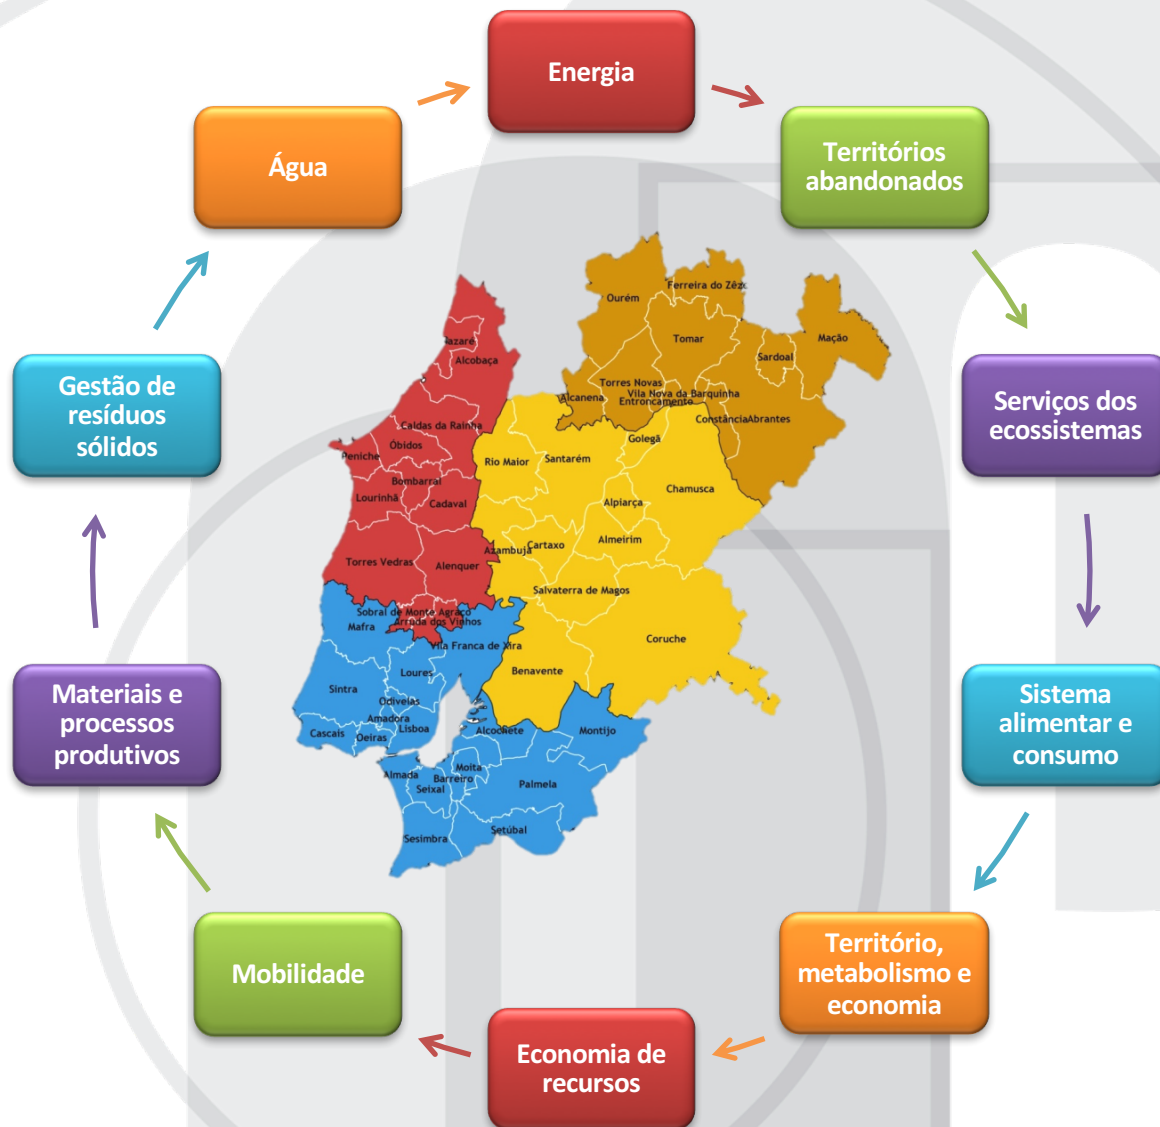 Energia
Água
Territórios
abandonados
Gestão de
resíduos
sólidos
Serviços dos
ecossistemas
Materiais e
processos
produtivos
Sistema
alimentar e
consumo
Mobilidade
Território,
metabolismo e
economia
Economia de
recursos
Ourém
Ferreira do Zêz
Tomar
Mação
Sardoal
Torres Novas
Vila Nova da Barquinha
Alcanena
Entroncamento
Constância
Abrantes
azaré
Alcobaça
Caldas da Rainha
Óbidos
Peniche
Bombarral
Lourinhã
Cadaval
Torres Vedras
Alenquer
Sobral de Monte Agraço
Arruda dos Vinhos
Golegã
Rio Maior
Santarém
Chamusca
Alpiarça
Azambuja
Cartaxo
Almeirim
Salvaterra de Magos
Coruche
Benavente
Mafra
Vila Franca de Xira
Loures
Sintra
Odivelas
Amadora
Lisboa
Cascais
Oeiras
Alcochete
Montijo
Almada
Moita
Barreiro
Seixal
Palmela
Setúbal
Sesimbra